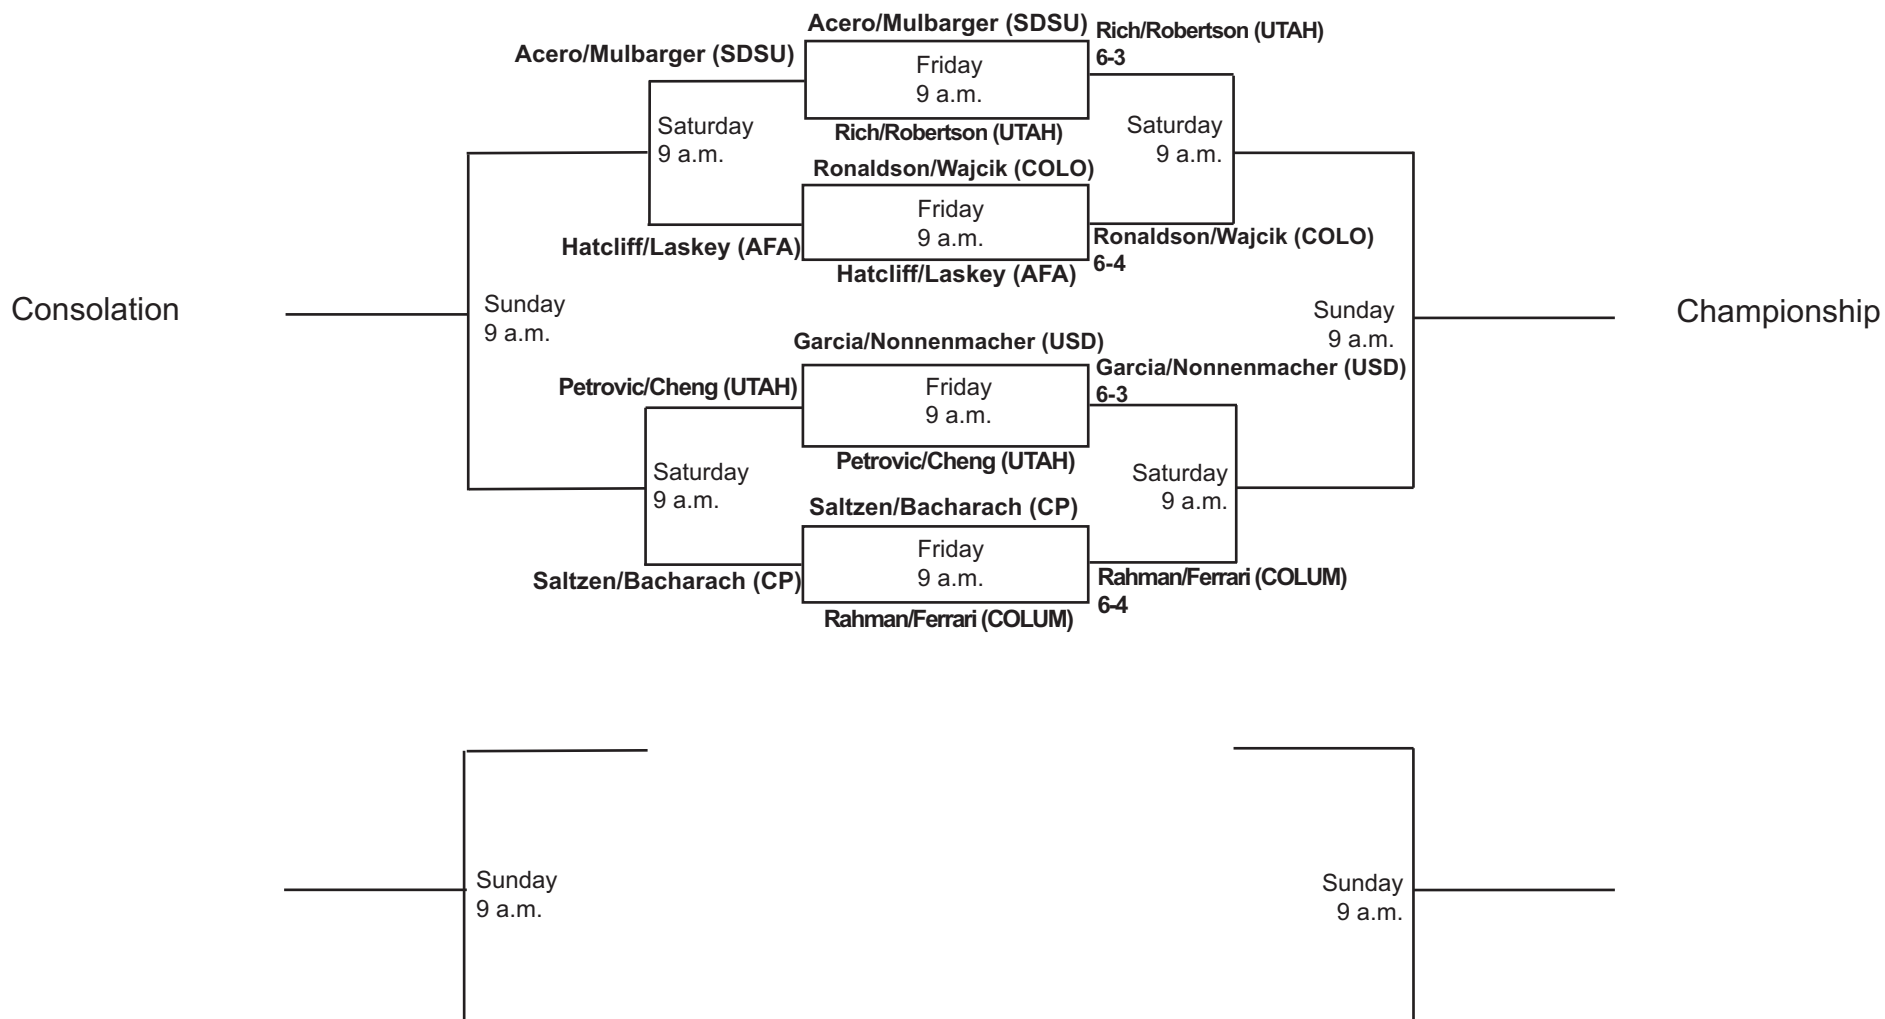 Acero/Mulbarger (SDSU)
Rich/Robertson (UTAH)
6-3
Acero/Mulbarger (SDSU)
Friday
9 a.m.
Rich/Robertson (UTAH)
Saturday
9 a.m.
Saturday
9 a.m.
Ronaldson/Wajcik (COLO)
Friday
9 a.m.
Hatcliff/Laskey (AFA)
Ronaldson/Wajcik (COLO)
6-4
Hatcliff/Laskey (AFA)
Consolation
Sunday
9 a.m.
Sunday
9 a.m.
Championship
Garcia/Nonnenmacher (USD)
Garcia/Nonnenmacher (USD)
6-3
Petrovic/Cheng (UTAH)
Friday
9 a.m.
Petrovic/Cheng (UTAH)
Saturday
9 a.m.
Saturday
9 a.m.
Saltzen/Bacharach (CP)
Friday
9 a.m.
Saltzen/Bacharach (CP)
Rahman/Ferrari (COLUM)
6-4
Rahman/Ferrari (COLUM)
Sunday
9 a.m.
Sunday
9 a.m.